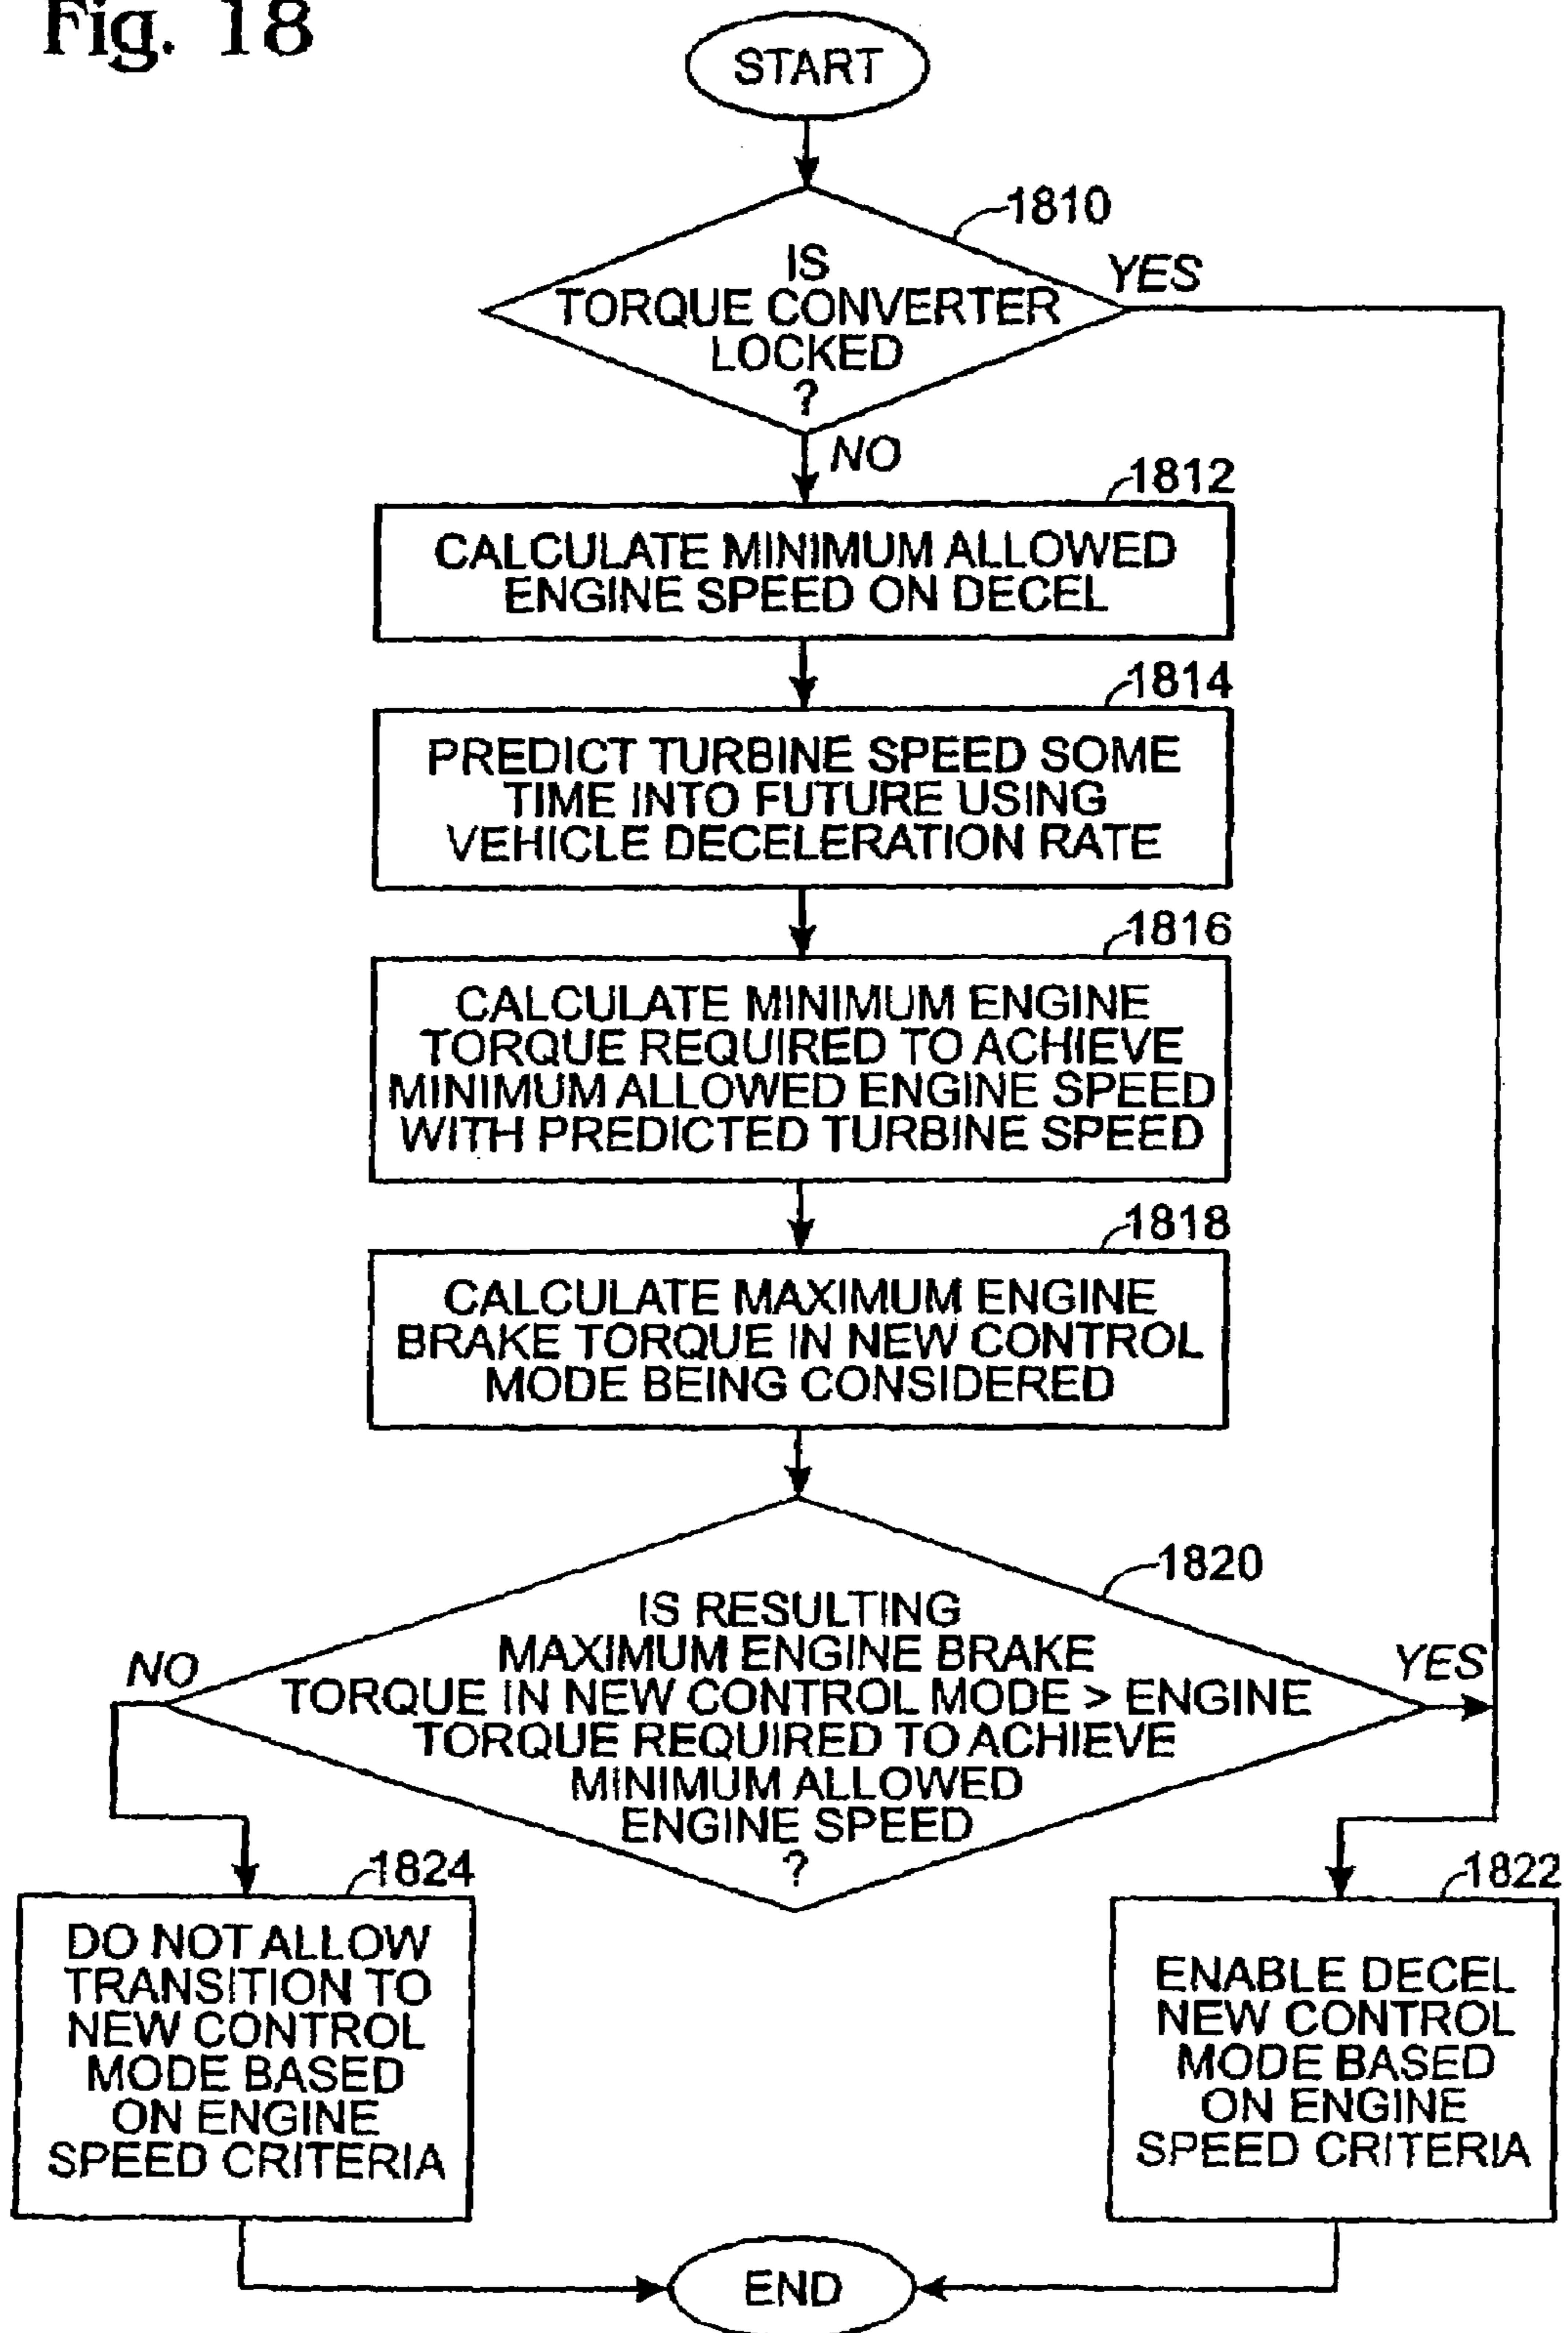 Fig. 18
START
1810
IS
TORQUE CONVERTER
LOCKED
?
YES
NO
1812
CALCULATE MINIMUM ALLOWED
ENGINE SPEED ON DECEL
1814
PREDICT TURBINE SPEED SOME
TIME INTO FUTURE USING
VEHICLE DECELERATION RATE
1816
CALCULATE MINIMUM ENGINE
TORQUE REQUIRED TO ACHIEVE
MINIMUM ALLOWED ENGINE SPEED
WITH PREDICTED TURBINE SPEED
1818
CALCULATE MAXIMUM ENGINE
BRAKE TORQUE IN NEW CONTROL
MODE BEING CONSIDERED
1820
IS RESULTING
MAXIMUM ENGINE BRAKE
TORQUE IN NEW CONTROL MODE > ENGINE
TORQUE REQUIRED TO ACHIEVE
MINIMUM ALLOWED
ENGINE SPEED
?
NO
YES
1824
DO NOT ALLOW
TRANSITION TO
NEW CONTROL
MODE BASED
ON ENGINE
SPEED CRITERIA
1822
ENABLE DECEL
NEW CONTROL
MODE BASED
ON ENGINE
SPEED CRITERIA
END